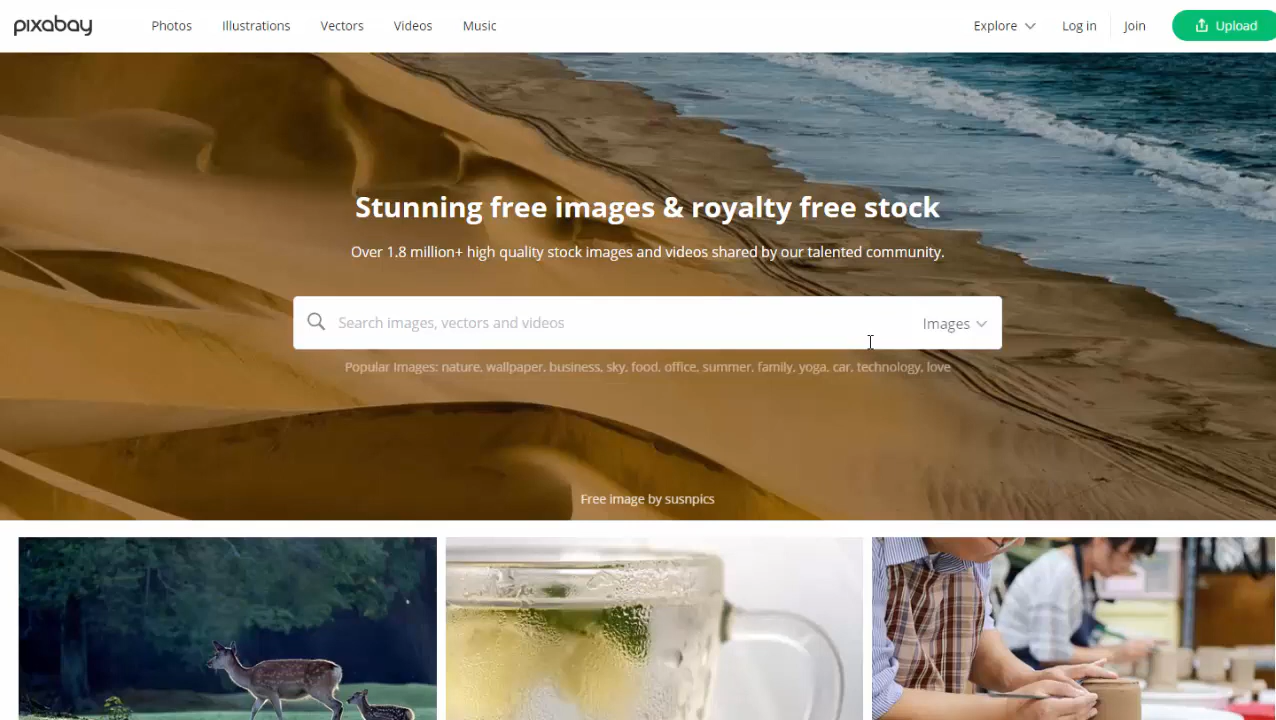 pixabay Photos Illustrations Vectors Videos Music Explore Log in Join Upload
Stunning free images & royalty free stock
Over 1.8 million+ high quality stock images and videos shared by our talented community.
Search images, vectors and videos Images
Popular Images: nature, wallpaper, business, sky, food, office, summer, family, yoga, car, technology, love
Free image by susnpics